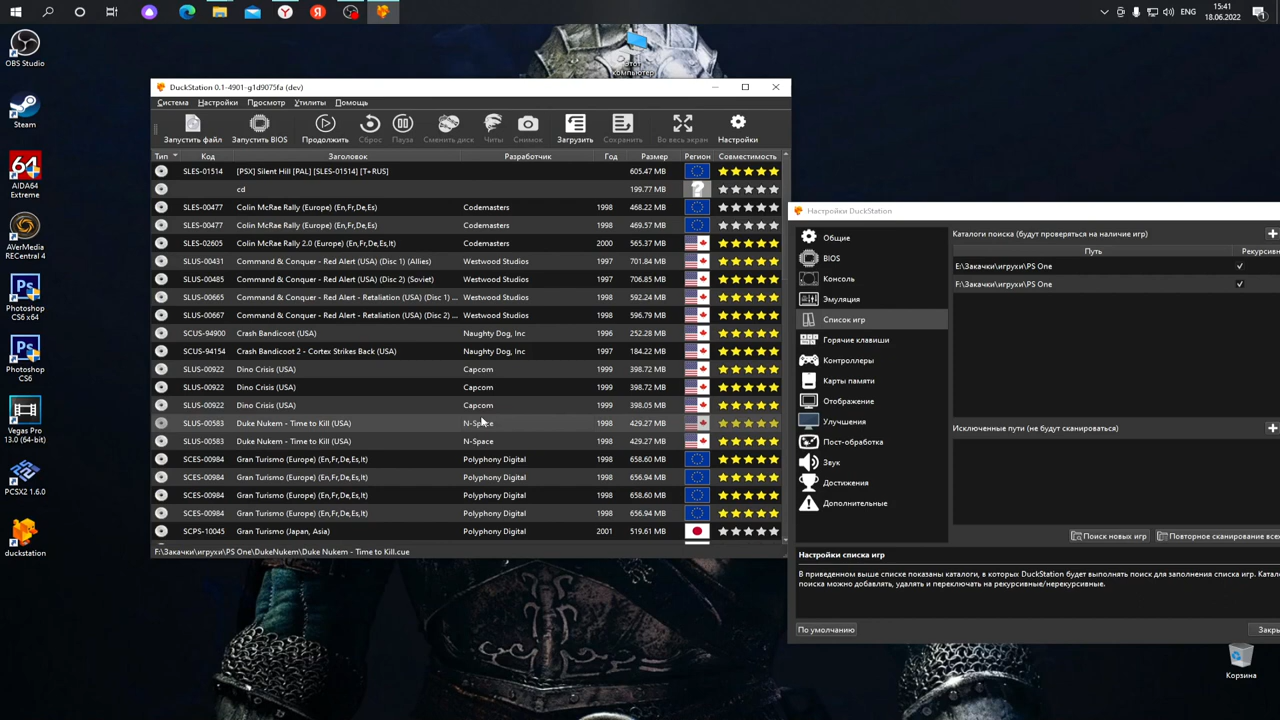 15:41
ENG
18.06.2022
1
OBS Studio
Steam
64
AIDA64
Extreme
AVerMedia
RECentral 4
Photoshop
CS6 x64
Photoshop
CS6
Vegas Pro
13.0 (64-bit)
PCSX2 1.6.0
duckstation
Этот
компьютер
Корзина
DuckStation 0.1-4901-g1d9075fa (dev)
Система Настройки Просмотр Утилиты Помощь
Запустить файл Запустить BIOS Продолжить Сброс Пауза Сменить диск Читы Снимок Загрузить Сохранить Во весь экран Настройки
Тип Код Заголовок Разработчик Год Размер Регион Совместимость
SLES-01514 [PSX] Silent Hill [PAL] [SLES-01514] [T+RUS] 605.47 MB
cd 199.77 MB
SLES-00477 Colin McRae Rally (Europe) (En,Fr,De,Es) Codemasters 1998 468.22 MB
SLES-00477 Colin McRae Rally (Europe) (En,Fr,De,Es) Codemasters 1998 469.57 MB
SLES-02605 Colin McRae Rally 2.0 (Europe) (En,Fr,De,Es,It) Codemasters 2000 565.37 MB
SLUS-00431 Command & Conquer - Red Alert (USA) (Disc 1) (Allies) Westwood Studios 1997 701.84 MB
SLUS-00485 Command & Conquer - Red Alert (USA) (Disc 2) (Soviet) Westwood Studios 1997 706.85 MB
SLUS-00665 Command & Conquer - Red Alert - Retaliation (USA) (Disc 1) ... Westwood Studios 1998 592.24 MB
SLUS-00667 Command & Conquer - Red Alert - Retaliation (USA) (Disc 2) ... Westwood Studios 1998 596.79 MB
SCUS-94900 Crash Bandicoot (USA) Naughty Dog, Inc 1996 252.28 MB
SCUS-94154 Crash Bandicoot 2 - Cortex Strikes Back (USA) Naughty Dog, Inc 1997 184.22 MB
SLUS-00922 Dino Crisis (USA) Capcom 1999 398.72 MB
SLUS-00922 Dino Crisis (USA) Capcom 1999 398.72 MB
SLUS-00922 Dino Crisis (USA) Capcom 1999 398.05 MB
SLUS-00583 Duke Nukem - Time to Kill (USA) N-Space 1998 429.27 MB
SLUS-00583 Duke Nukem - Time to Kill (USA) N-Space 1998 429.27 MB
SCES-00984 Gran Turismo (Europe) (En,Fr,De,Es,It) Polyphony Digital 1998 658.60 MB
SCES-00984 Gran Turismo (Europe) (En,Fr,De,Es,It) Polyphony Digital 1998 656.94 MB
SCES-00984 Gran Turismo (Europe) (En,Fr,De,Es,It) Polyphony Digital 1998 658.60 MB
SCES-00984 Gran Turismo (Europe) (En,Fr,De,Es,It) Polyphony Digital 1998 656.94 MB
SCPS-10045 Gran Turismo (Japan, Asia) Polyphony Digital 2001 519.61 MB
F:\Закачки\игрухи\PS One\DukeNukem\Duke Nukem - Time to Kill.cue
Настройки DuckStation
Общие
BIOS
Консоль
Эмуляция
Список игр
Горячие клавиши
Контроллеры
Карты памяти
Отображение
Улучшения
Пост-обработка
Звук
Достижения
Дополнительные
Каталоги поиска (будут проверяться на наличие игр)
Путь Рекурсивн
E:\Закачки\игрухи\PS One
F:\Закачки\игрухи\PS One
Исключенные пути (не будут сканироваться)
Поиск новых игр Повторное сканирование всех
Настройки списка игр
В приведенном выше списке показаны каталоги, в которых DuckStation будет выполнять поиск для заполнения списка игр. Ката
поиска можно добавлять, удалять и переключать на рекурсивные/нерекурсивные.
По умолчанию Закры